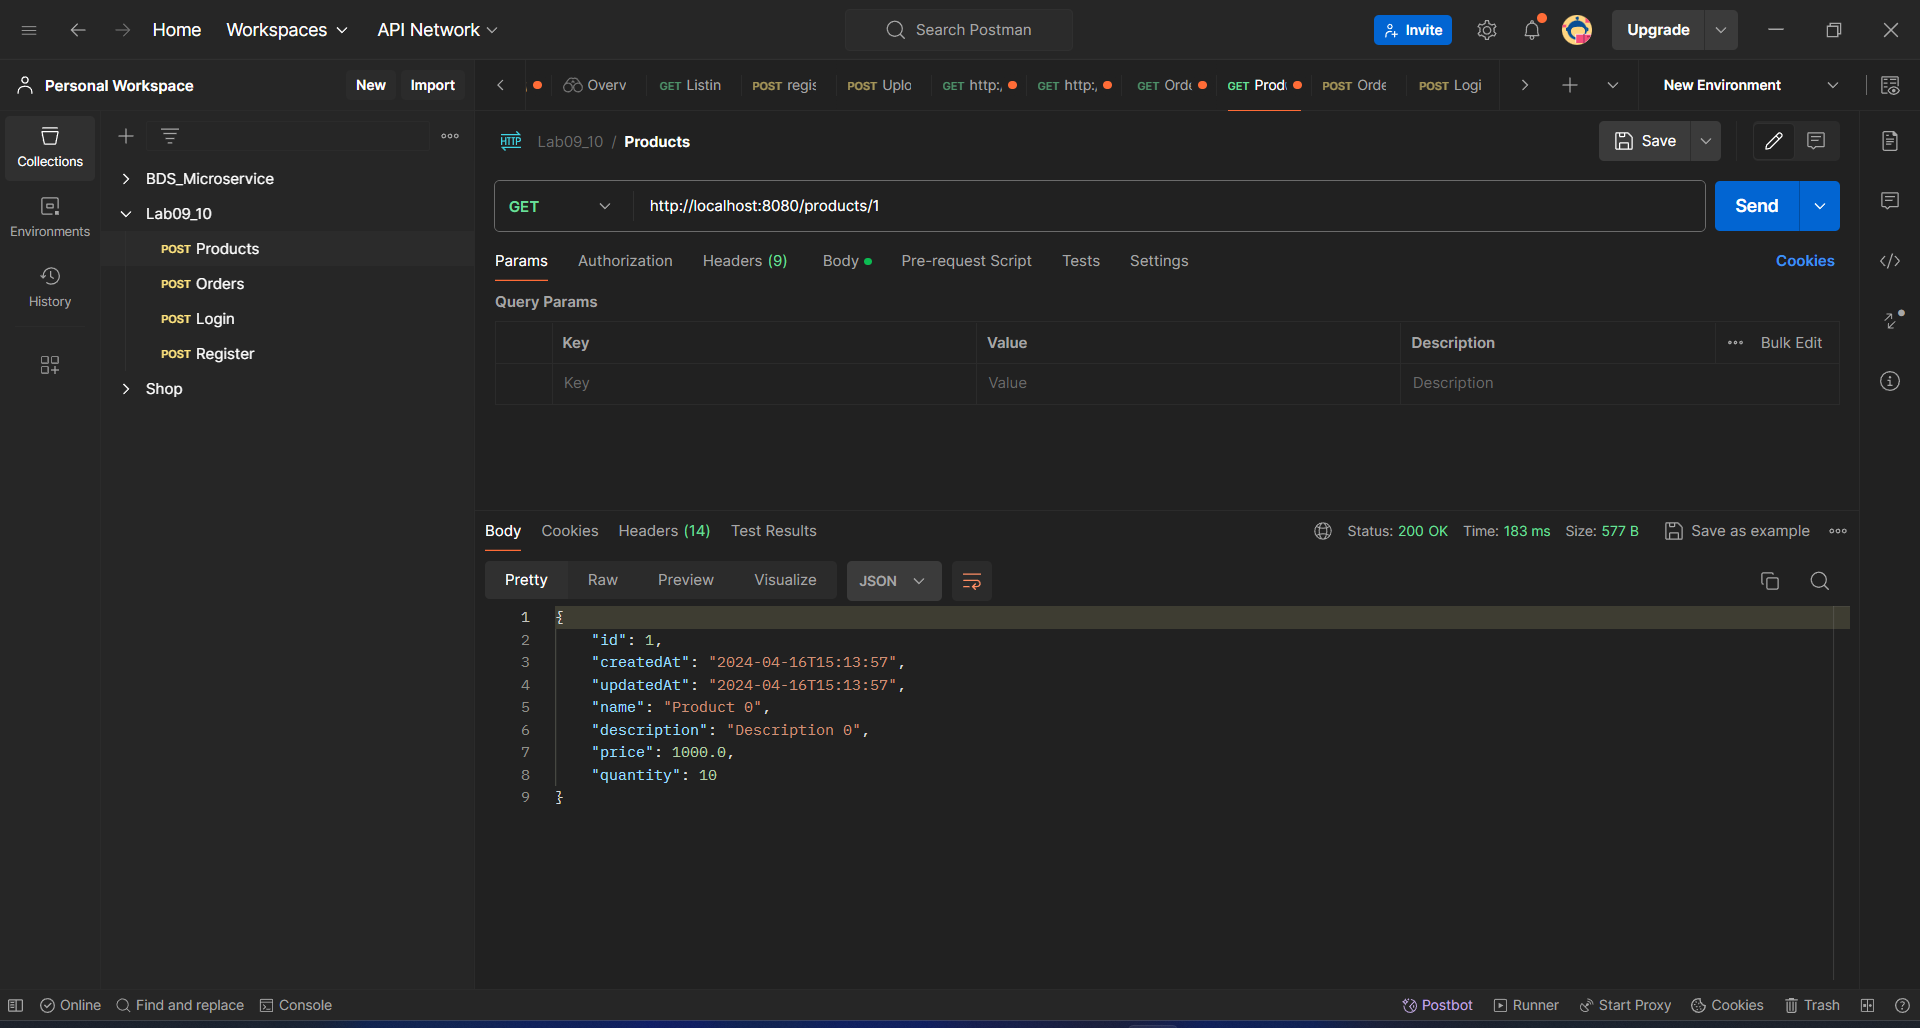 Home Workspaces API Network Search Postman Invite Upgrade
Personal Workspace New Import Overv GET Listin POST regis POST Uplo GET http:, GET http:, GET Orde GET Prod POST Orde POST Logi New Environment
Collections
Environments
History
BDS_Microservice
Lab09_10
POST Products
POST Orders
POST Login
POST Register
Shop
HTTP Lab09_10 / Products Save
GET http://localhost:8080/products/1 Send
Params Authorization Headers (9) Body Pre-request Script Tests Settings Cookies
Query Params
Key Value Description Bulk Edit
Key Value Description
Body Cookies Headers (14) Test Results Status: 200 OK Time: 183 ms Size: 577 B Save as example
Pretty Raw Preview Visualize JSON
1 {
2 "id": 1,
3 "createdAt": "2024-04-16T15:13:57",
4 "updatedAt": "2024-04-16T15:13:57",
5 "name": "Product 0",
6 "description": "Description 0",
7 "price": 1000.0,
8 "quantity": 10
9 }
Online Find and replace Console Postbot Runner Start Proxy Cookies Trash